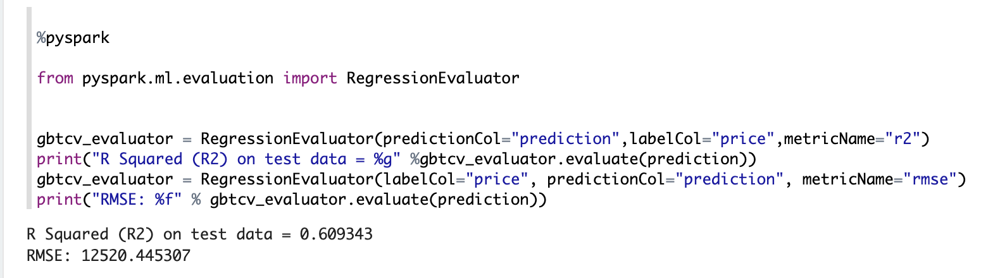 %pyspark
from pyspark.ml.evaluation import RegressionEvaluator
gbtcv_evaluator = RegressionEvaluator(predictionCol="prediction",labelCol="price",metricName="r2")
print("R Squared (R2) on test data = %g" %gbtcv_evaluator.evaluate(prediction))
gbtcv_evaluator = RegressionEvaluator(labelCol="price", predictionCol="prediction", metricName="rmse")
print("RMSE: %f" % gbtcv_evaluator.evaluate(prediction))
R Squared (R2) on test data = 0.609343
RMSE: 12520.445307